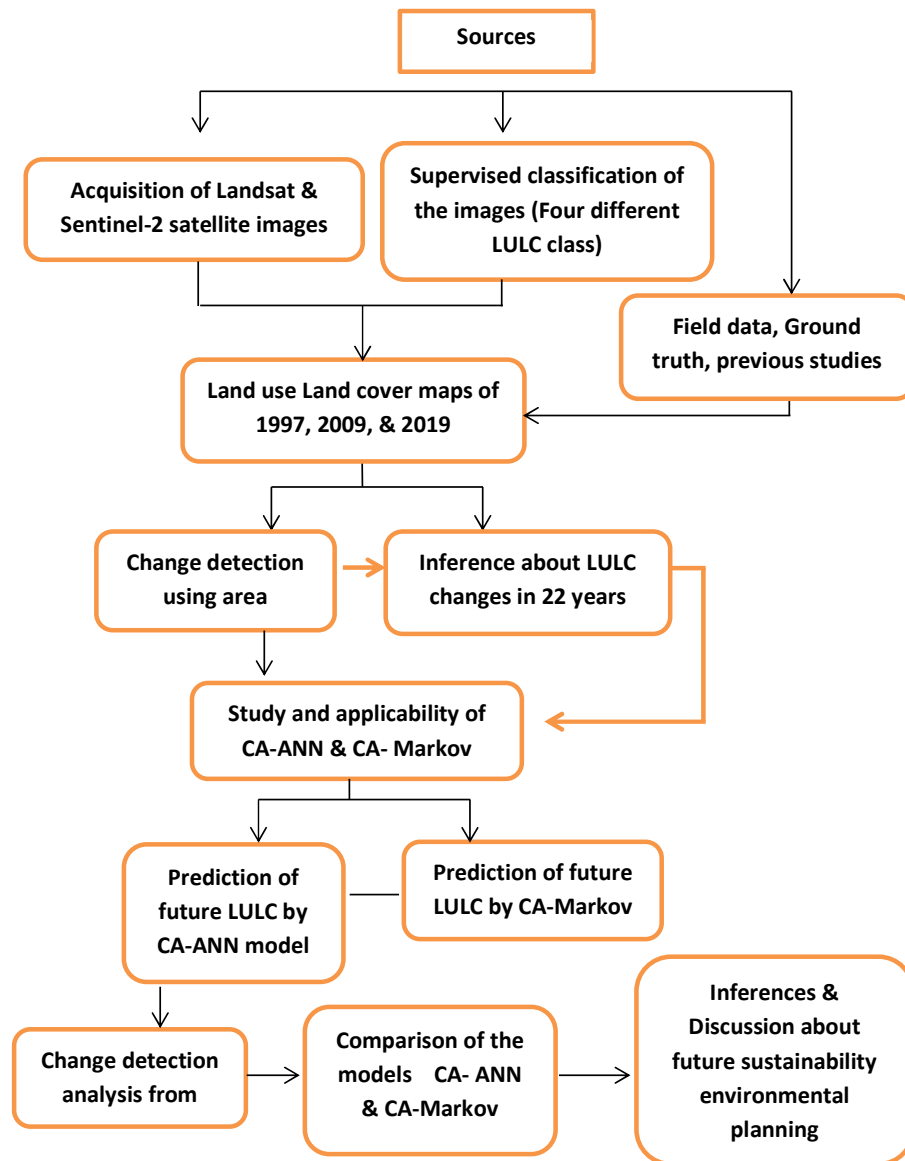 Sources
Acquisition of Landsat &
Sentinel-2 satellite images
Supervised classification of
the images (Four different
LULC class)
Field data, Ground
truth, previous studies
Land use Land cover maps of
1997, 2009, & 2019
Change detection
using area
Inference about LULC
changes in 22 years
Study and applicability of
CA-ANN & CA- Markov
Prediction of
future LULC by
CA-ANN model
Prediction of future
LULC by CA-Markov
Change detection
analysis from
Comparison of the
models CA- ANN
& CA-Markov
Inferences &
Discussion about
future sustainability
environmental
planning